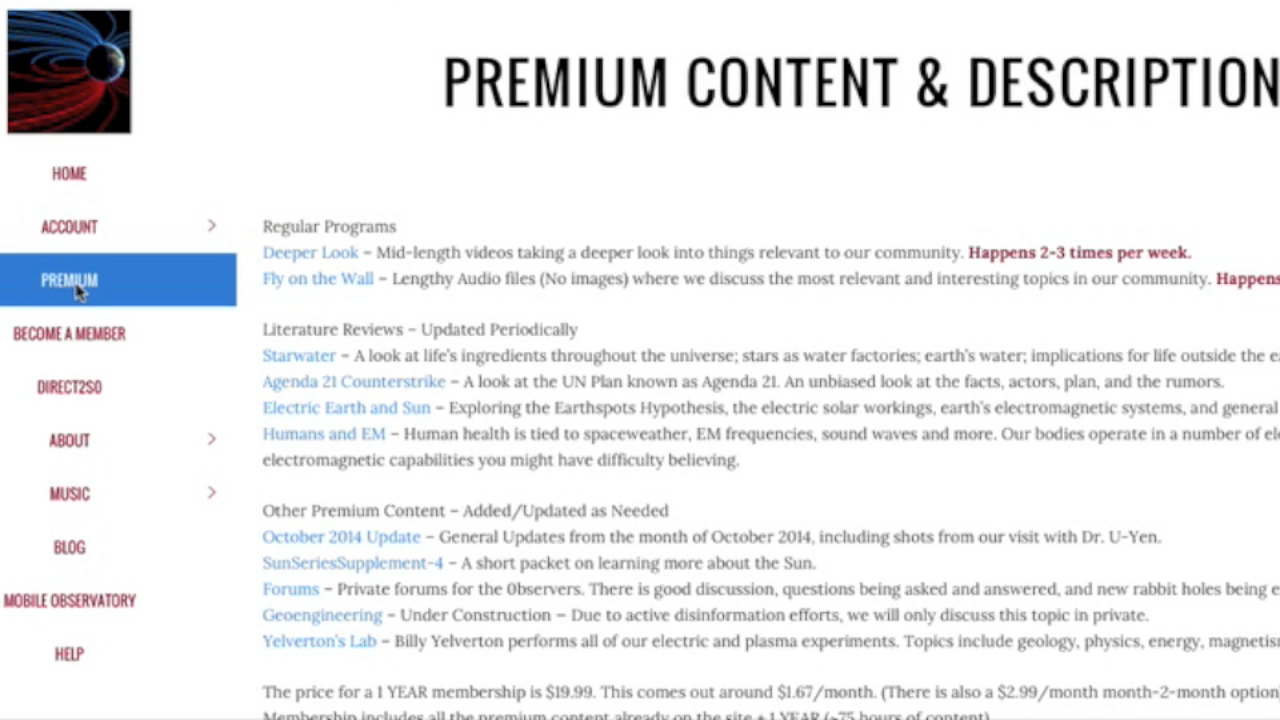 PREMIUM CONTENT & DESCRIPTION
HOME
ACCOUNT
PREMIUM
BECOME A MEMBER
DIRECT2S0
ABOUT
MUSIC
BLOG
MOBILE OBSERVATORY
HELP
Regular Programs
Deeper Look – Mid-length videos taking a deeper look into things relevant to our community. Happens 2-3 times per week.
Fly on the Wall – Lengthy Audio files (No images) where we discuss the most relevant and interesting topics in our community. Happens
Literature Reviews – Updated Periodically
Starwater – A look at life's ingredients throughout the universe; stars as water factories; earth's water; implications for life outside the
Agenda 21 Counterstrike – A look at the UN Plan known as Agenda 21. An unbiased look at the facts, actors, plan, and the rumors.
Electric Earth and Sun – Exploring the Earthspots Hypothesis, the electric solar workings, earth's electromagnetic systems, and general
Humans and EM – Human health is tied to spaceweather, EM frequencies, sound waves and more. Our bodies operate in a number of
electromagnetic capabilities you might have difficulty believing.
Other Premium Content – Added/Updated as Needed
October 2014 Update – General Updates from the month of October 2014, including shots from our visit with Dr. U-Yen.
SunSeriesSupplement-4 – A short packet on learning more about the Sun.
Forums – Private forums for the 0bservers. There is good discussion, questions being asked and answered, and new rabbit holes being
Geoengineering – Under Construction – Due to active disinformation efforts, we will only discuss this topic in private.
Yelverton's Lab – Billy Yelverton performs all of our electric and plasma experiments. Topics include geology, physics, energy,
The price for a 1 YEAR membership is $19.99. This comes out around $1.67/month. (There is also a $2.99/month month-2-month option
Membership includes all the premium content already on the site + 1 YEAR (~75 hours of content)